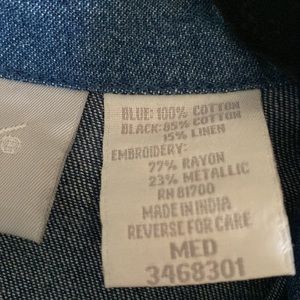 BLUE: 100% COTTON
BLACK: 85% COTTON
15% LINEN
EMBROIDERY:
77% RAYON
23% METALLIC
RN 81700
MADE IN INDIA
REVERSE FOR CARE
MED
3468301